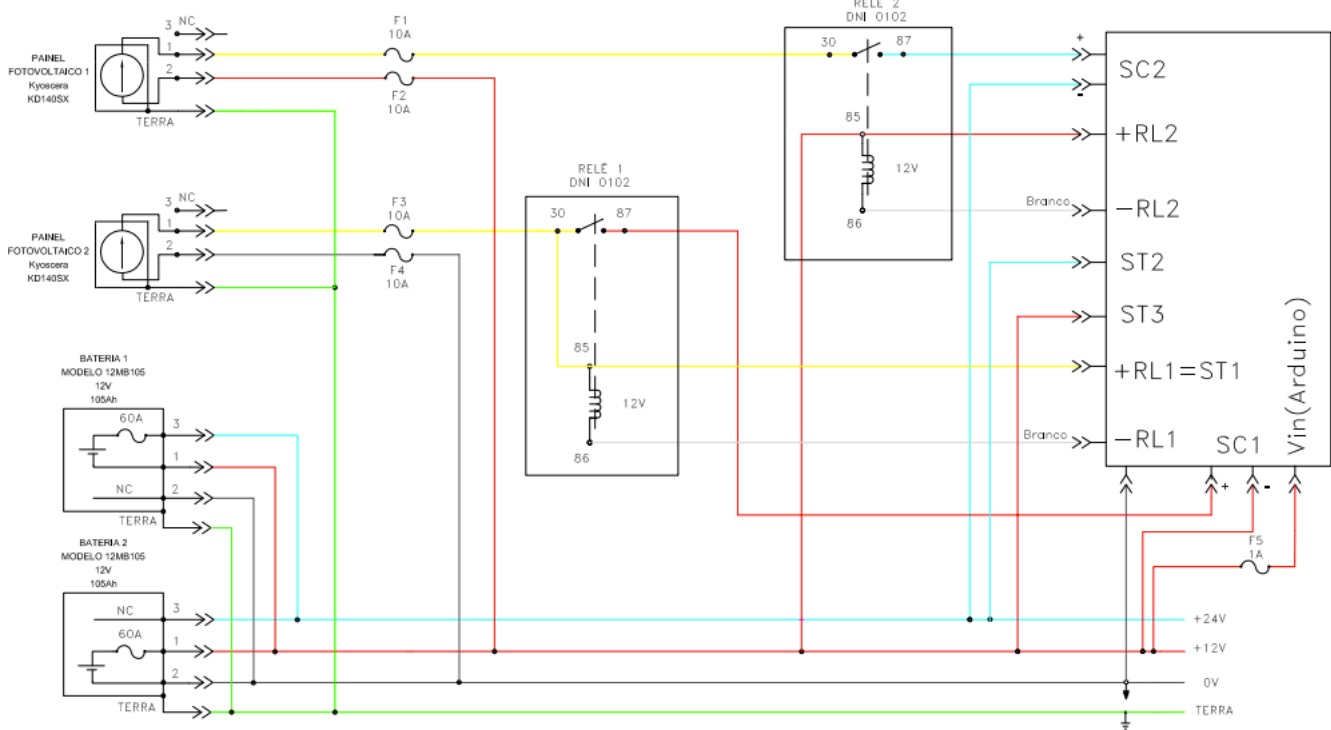 RELÉ 2
DNI 0102
30
87
+
SC2
-
85
+RL2
12V
Branco
-RL2
86
ST2
ST3
+RL1=ST1
Branco
-RL1
SC1
+
-
Vin(Arduino)
F5
1A
3
NC
1
2
PAINEL
FOTOVOLTAICO 1
Kyoscera
KD140SX
TERRA
F1
10A
F2
10A
RELÉ 1
DNI 0102
30
87
85
12V
86
3
NC
1
2
PAINEL
FOTOVOLTAICO 2
Kyoscera
KD140SX
TERRA
F3
10A
F4
10A
BATERIA 1
MODELO 12MB105
12V
105Ah
60A
3
1
NC
2
TERRA
BATERIA 2
MODELO 12MB105
12V
105Ah
NC
3
60A
1
2
TERRA
+24V
+12V
0V
TERRA